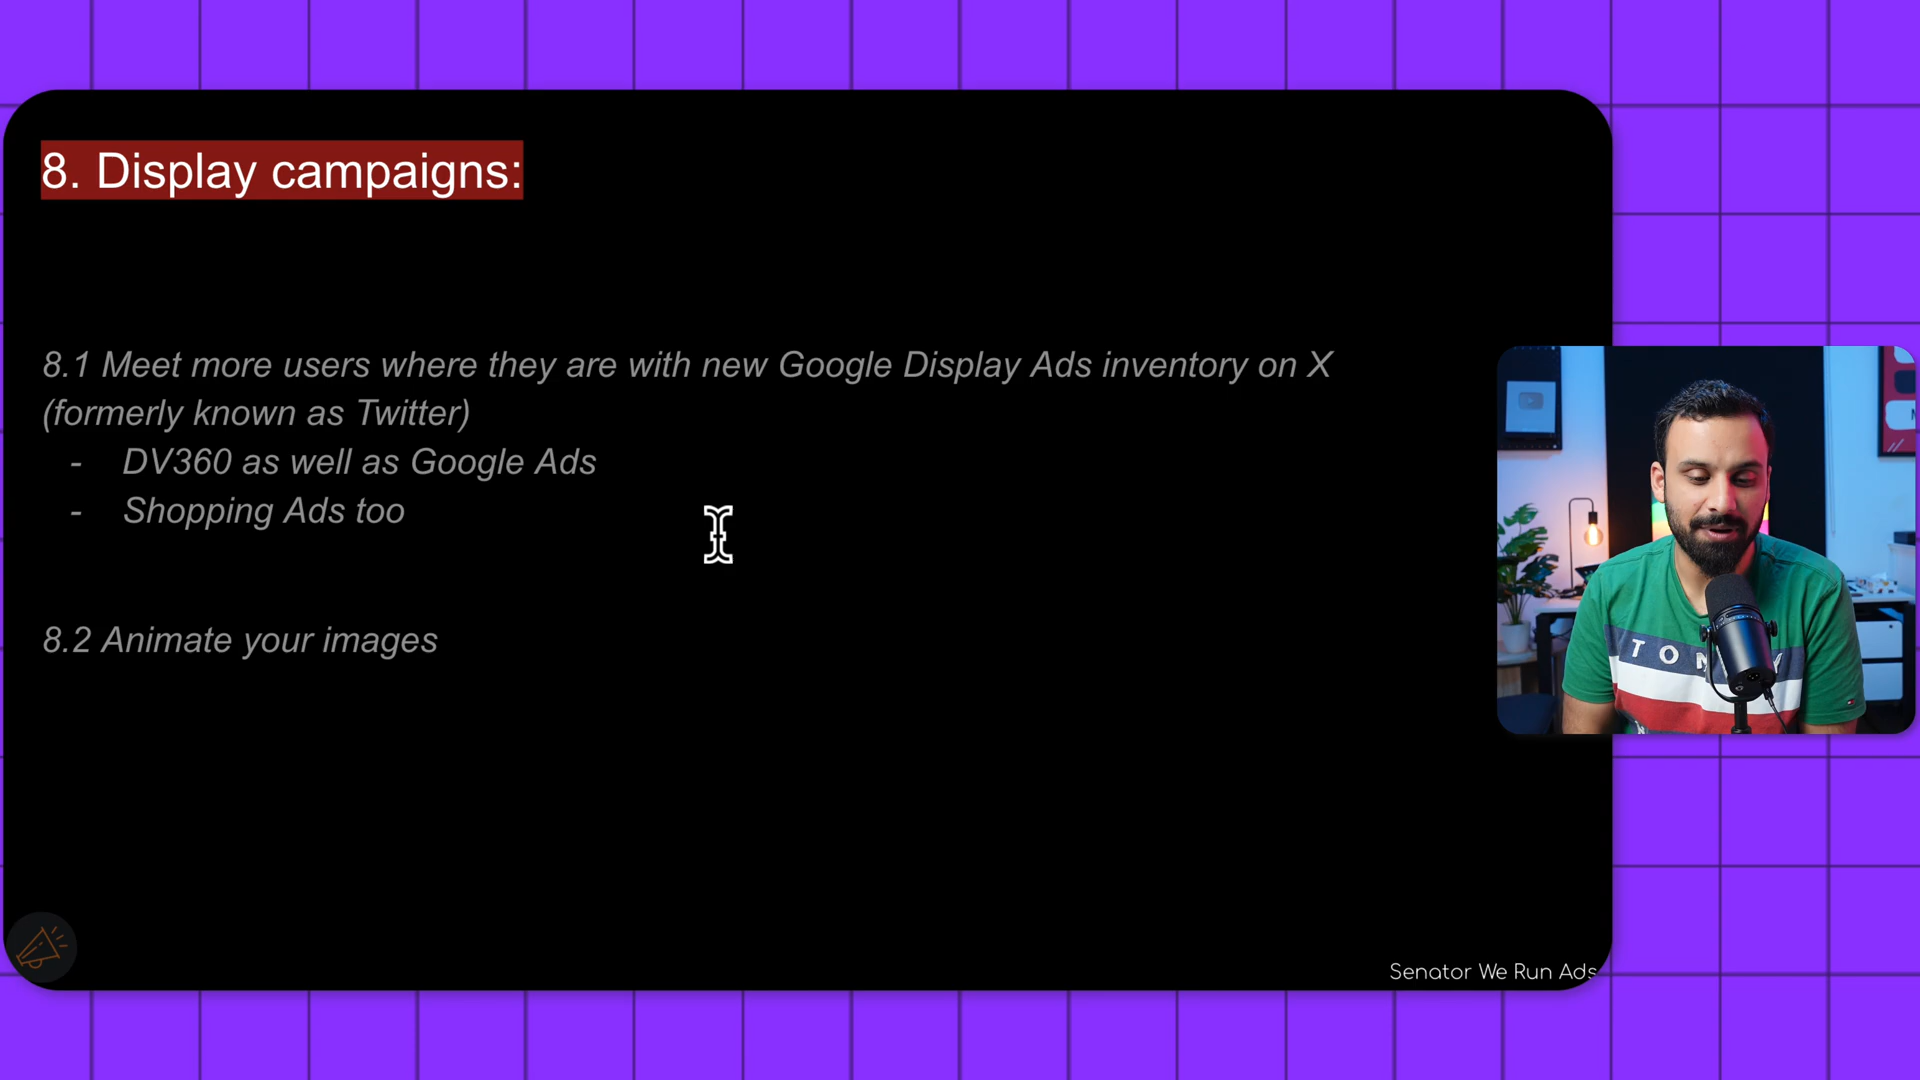 8. Display campaigns:
8.1 Meet more users where they are with new Google Display Ads inventory on X
(formerly known as Twitter)
- DV360 as well as Google Ads
- Shopping Ads too
8.2 Animate your images
TO
Senator We Run Ads